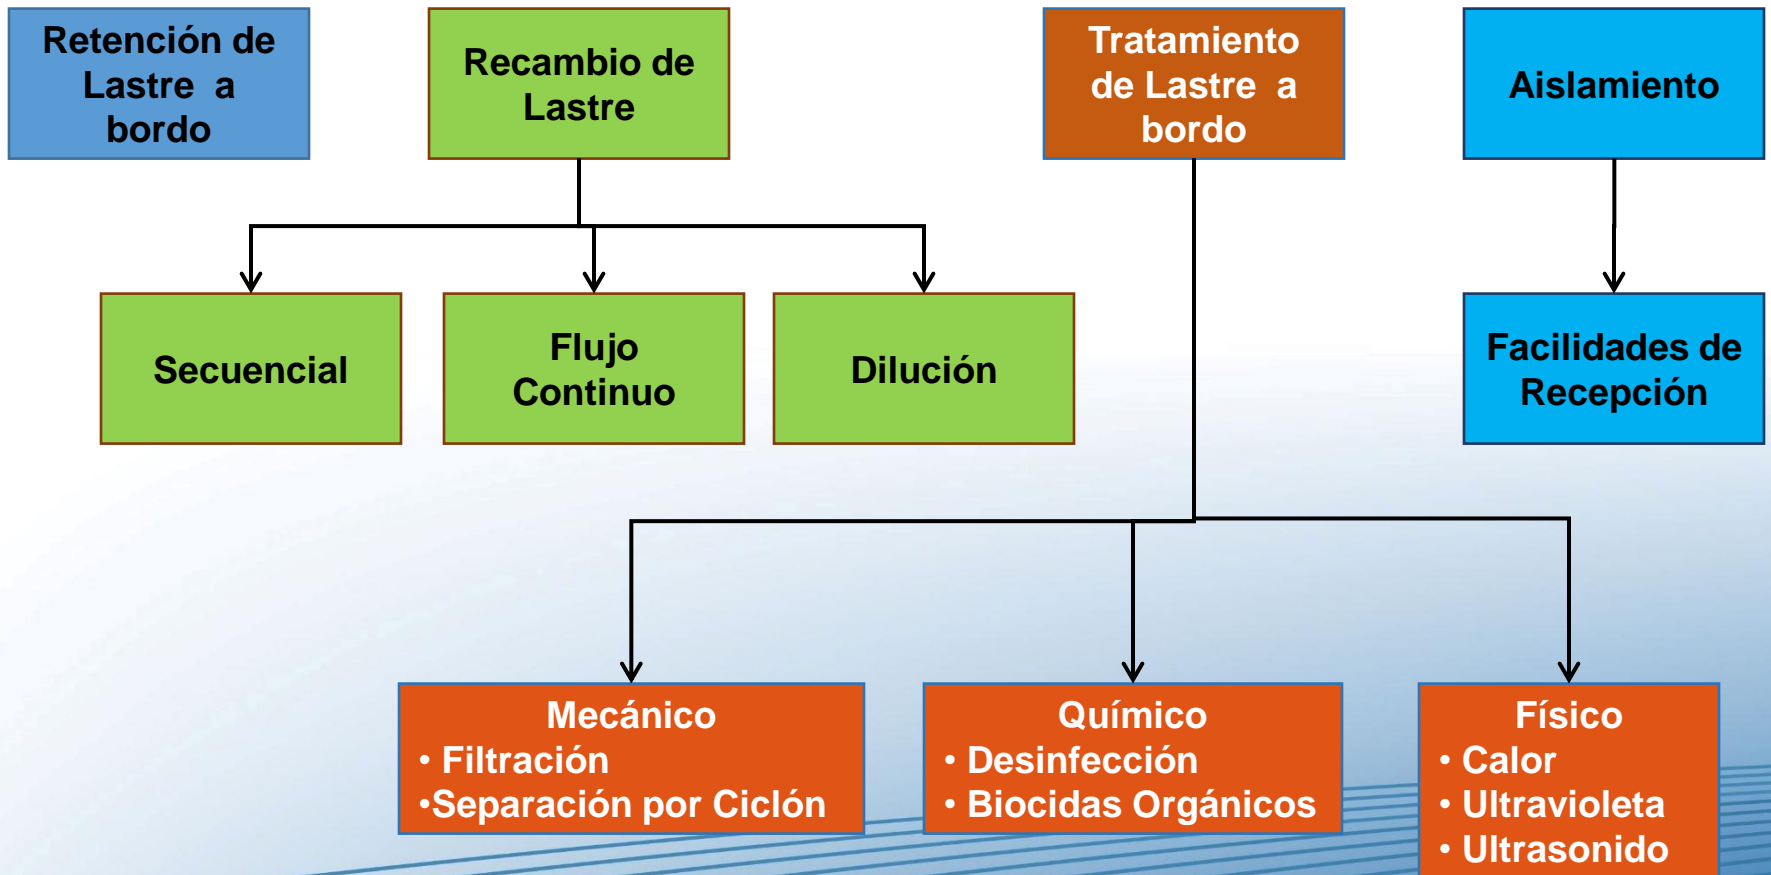 Retención de
Lastre a
bordo
Recambio de
Lastre
Tratamiento
de Lastre a
bordo
Aislamiento
Secuencial
Flujo
Continuo
Dilución
Facilidades de
Recepción
Mecánico
• Filtración
•Separación por Ciclón
Químico
• Desinfección
• Biocidas Orgánicos
Físico
• Calor
• Ultravioleta
• Ultrasonido